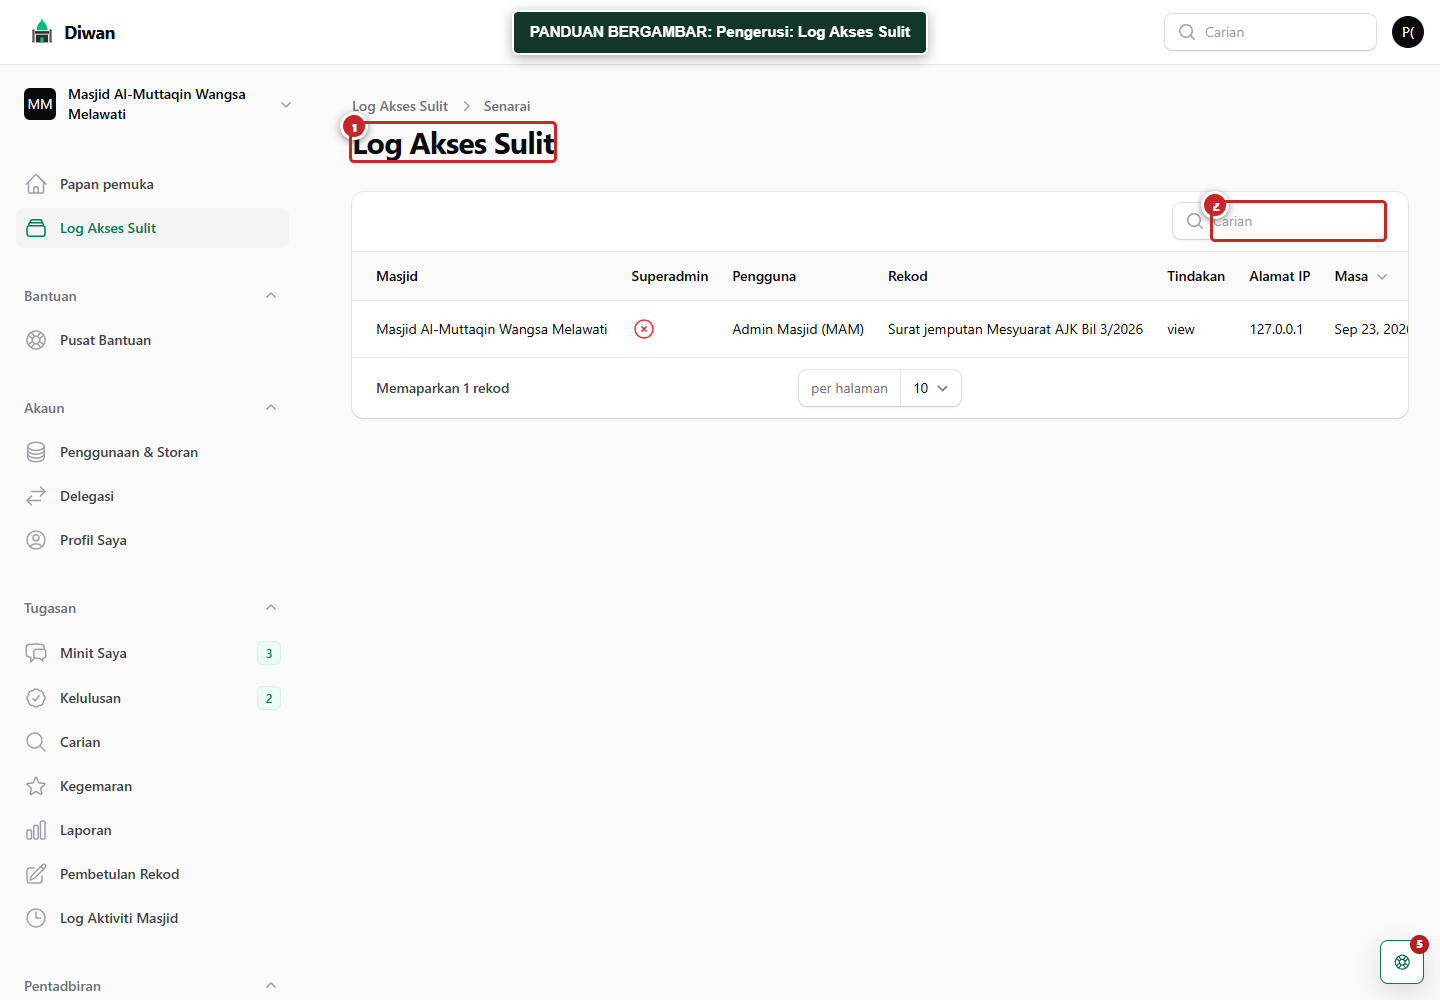 Diwan
PANDUAN BERGAMBAR: Pengerusi: Log Akses Sulit
Carian
P(
MM
Masjid Al-Muttaqin Wangsa
Melawati
Papan pemuka
Log Akses Sulit
Bantuan
Pusat Bantuan
Akaun
Penggunaan & Storan
Delegasi
Profil Saya
Tugasan
Minit Saya
3
Kelulusan
2
Carian
Kegemaran
Laporan
Pembetulan Rekod
Log Aktiviti Masjid
Pentadbiran
Log Akses Sulit
Senarai
1
Log Akses Sulit
2
Carian
Masjid Superadmin Pengguna Rekod Tindakan Alamat IP Masa
Masjid Al-Muttaqin Wangsa Melawati Admin Masjid (MAM) Surat jemputan Mesyuarat AJK Bil 3/2026 view 127.0.0.1 Sep 23, 2026
Memaparkan 1 rekod
per halaman 10
5